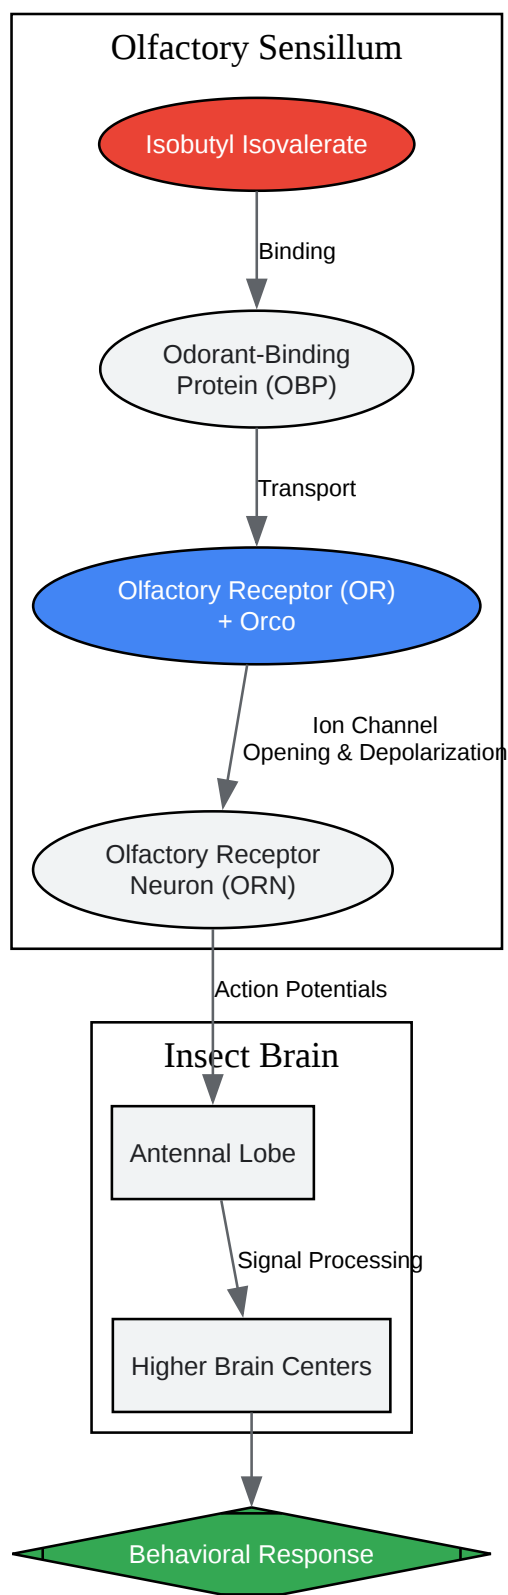 Olfactory Sensillum
Isobutyl Isovalerate
Binding
Odorant-Binding
Protein (OBP)
Transport
Olfactory Receptor (OR)
+ Orco
Ion Channel
Opening & Depolarization
Olfactory Receptor
Neuron (ORN)
Action Potentials
Insect Brain
Antennal Lobe
Signal Processing
Higher Brain Centers
Behavioral Response